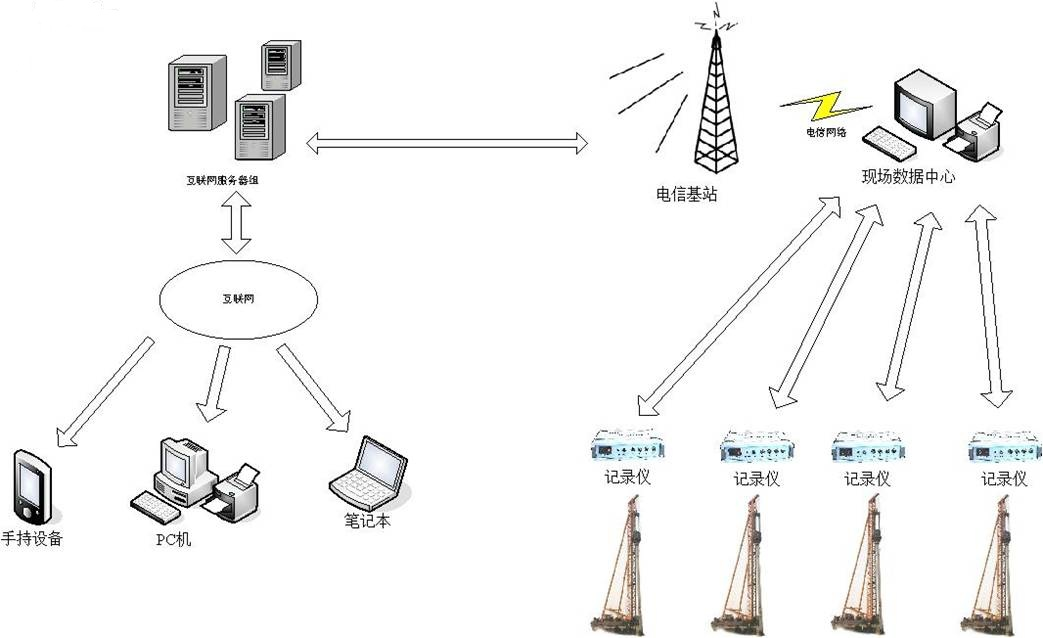 电信网络
互联网服务器组
电信基站
现场数据中心
互联网
记录仪
记录仪
记录仪
记录仪
手持设备
PC机
笔记本